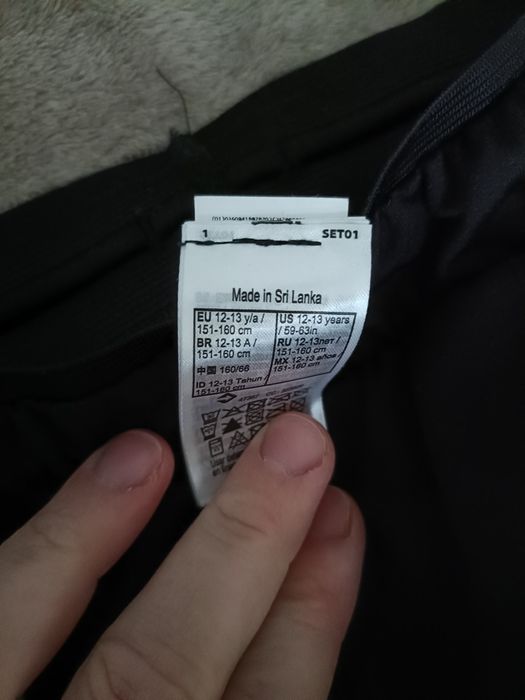 1 SET01
Made in Sri Lanka
EU 12-13 y/a /
151-160 cm
BR 12-13 A /
151-160 cm
中国 160/66
ID 12-13 Tahun /
151-160 cm
US 12-13 years
/ 59-63in
RU 12-13лет /
151-160 cm
MX 12-13 años /
151-160 cm